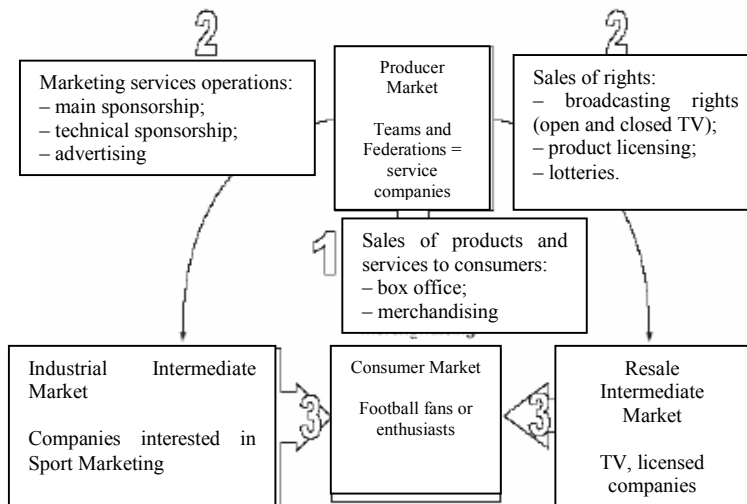 2
Marketing services operations:
– main sponsorship;
– technical sponsorship;
– advertising
Producer
Market
Teams and
Federations =
service
companies
2
Sales of rights:
– broadcasting rights
(open and closed TV);
– product licensing;
– lotteries.
1
Sales of products and
services to consumers:
– box office;
– merchandising
Industrial Intermediate
Market
Companies interested in
Sport Marketing
3
Consumer Market
Football fans or
enthusiasts
3
Resale
Intermediate
Market
TV, licensed
companies